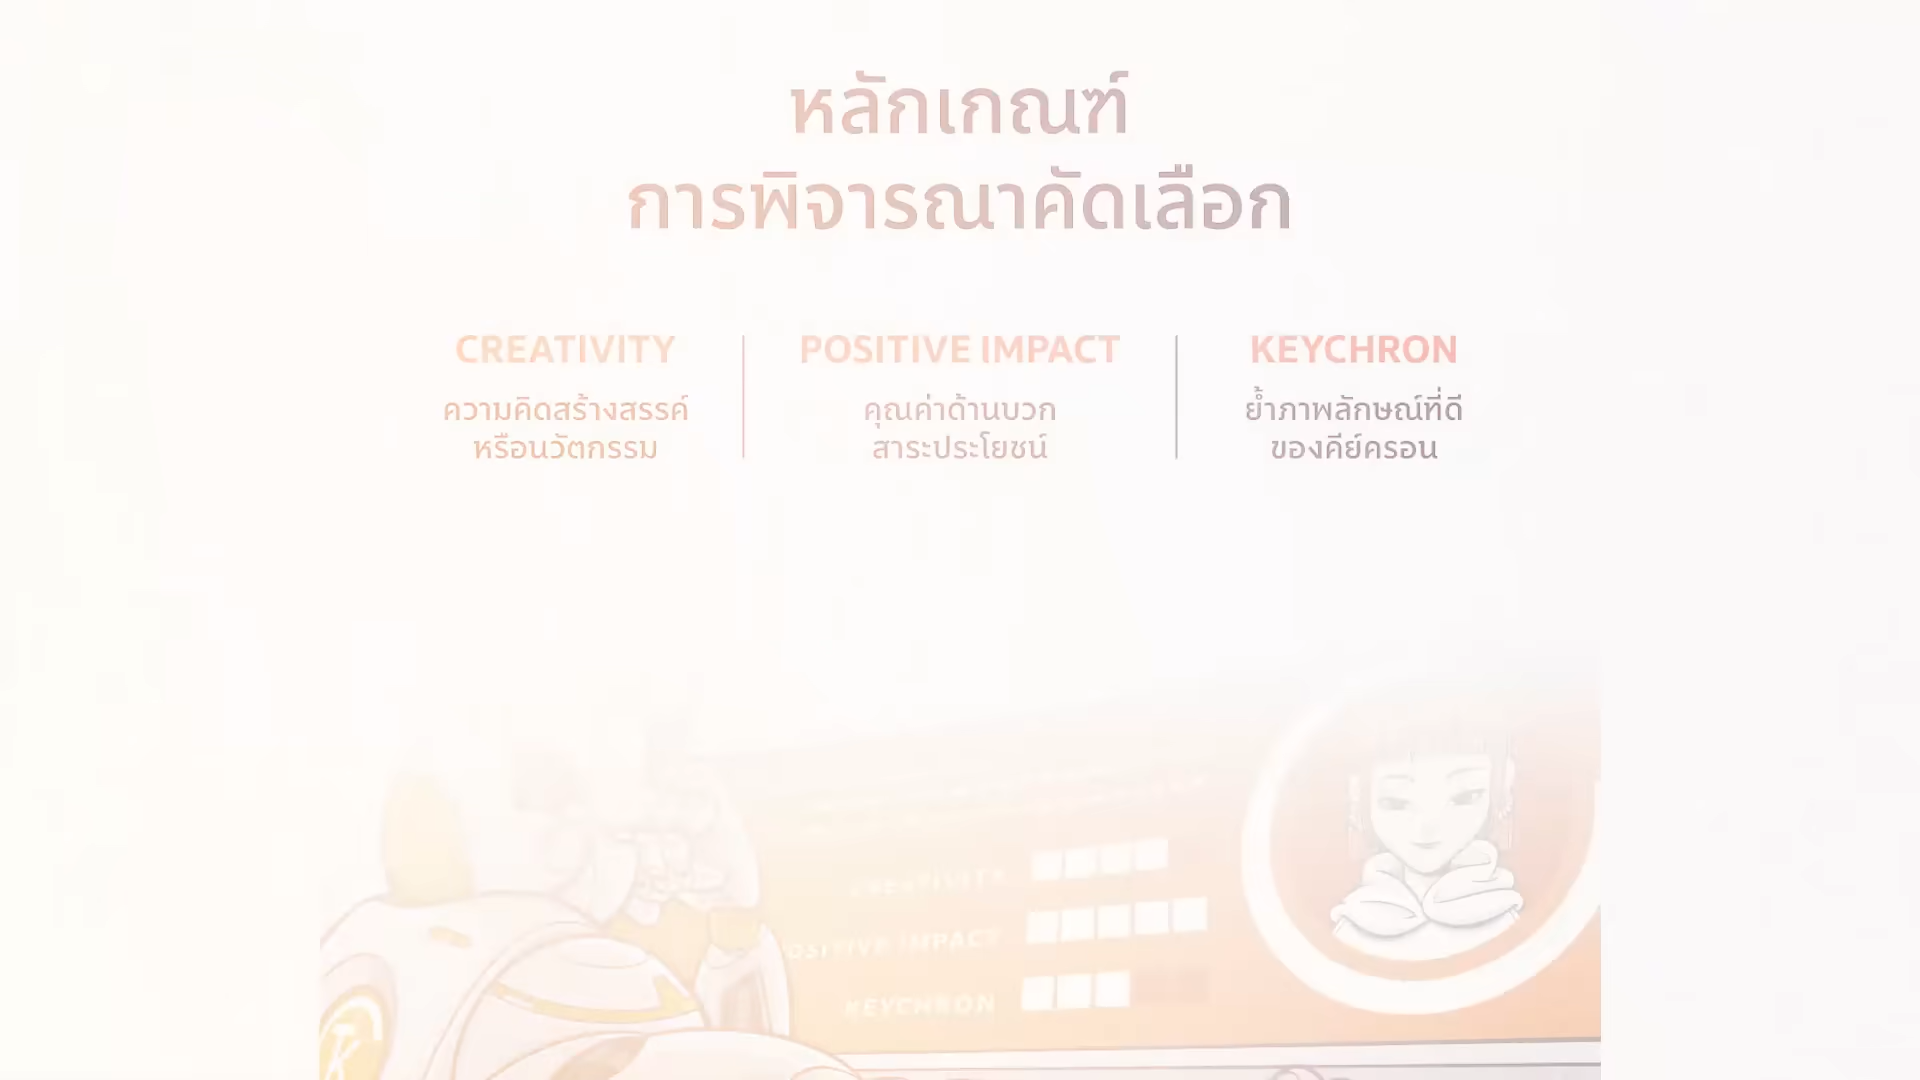 หลักเกณฑ์
การพิจารณาคัดเลือก
CREATIVITY
ความคิดสร้างสรรค์
หรือนวัตกรรม
POSITIVE IMPACT
คุณค่าด้านบวก
สาระประโยชน์
KEYCHRON
ย้ำภาพลักษณ์ที่ดี
ของคีย์ครอน
CREATIVITY
POSITIVE IMPACT
KEYCHRON
K